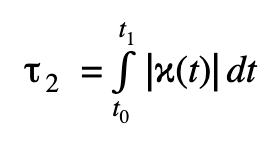 τ₂ = ∫_{t₀}^{t₁} |ϰ(t)| dt